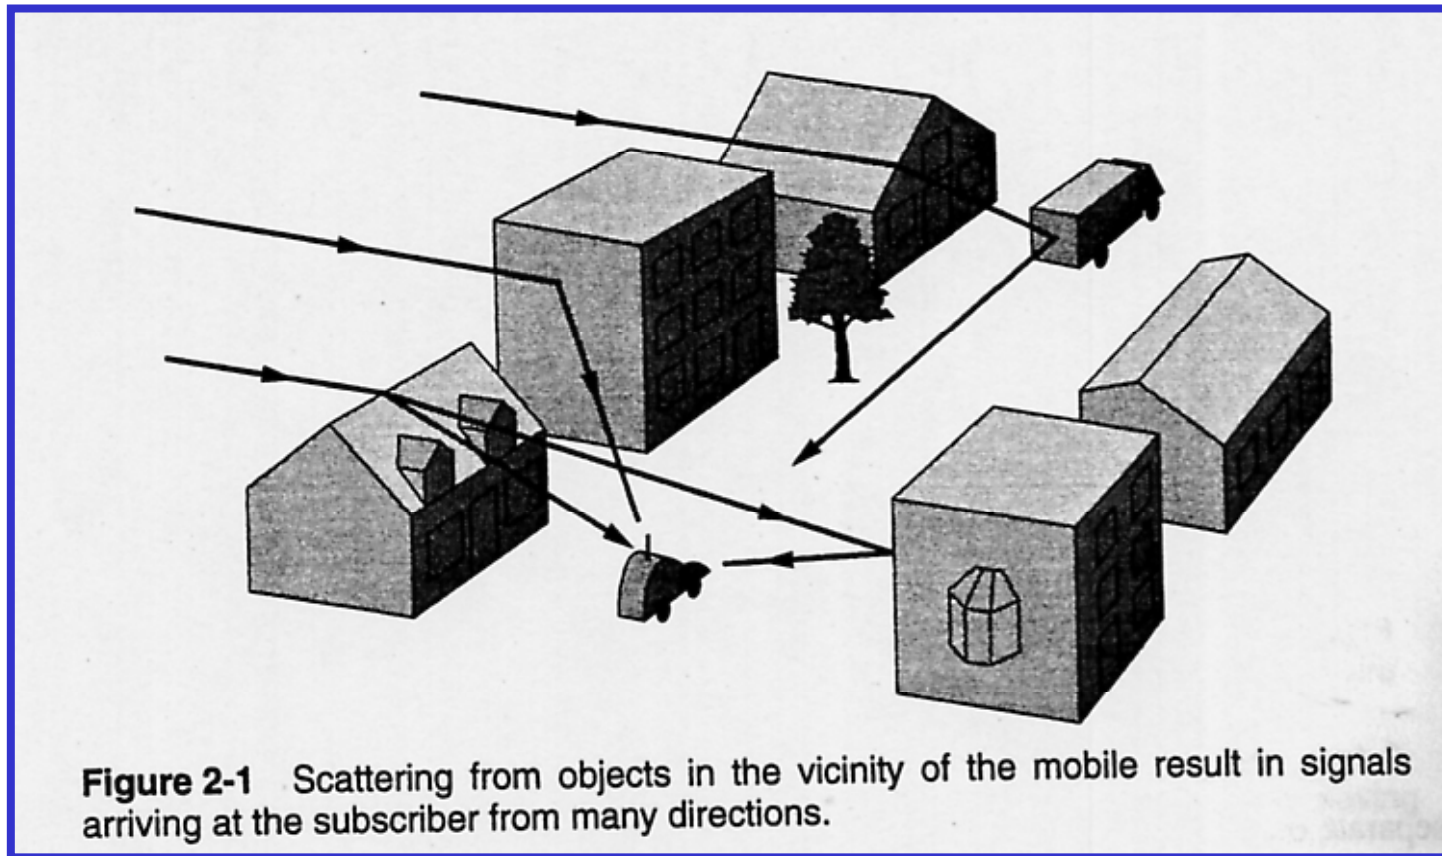 Figure 2-1 Scattering from objects in the vicinity of the mobile result in signals
arriving at the subscriber from many directions.